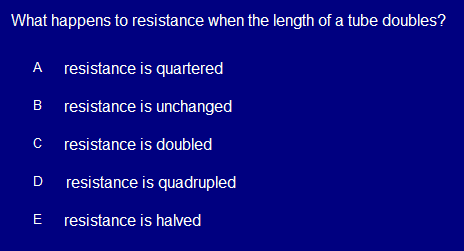 What happens to resistance when the length of a tube doubles?
A resistance is quartered
B resistance is unchanged
C resistance is doubled
D resistance is quadrupled
E resistance is halved